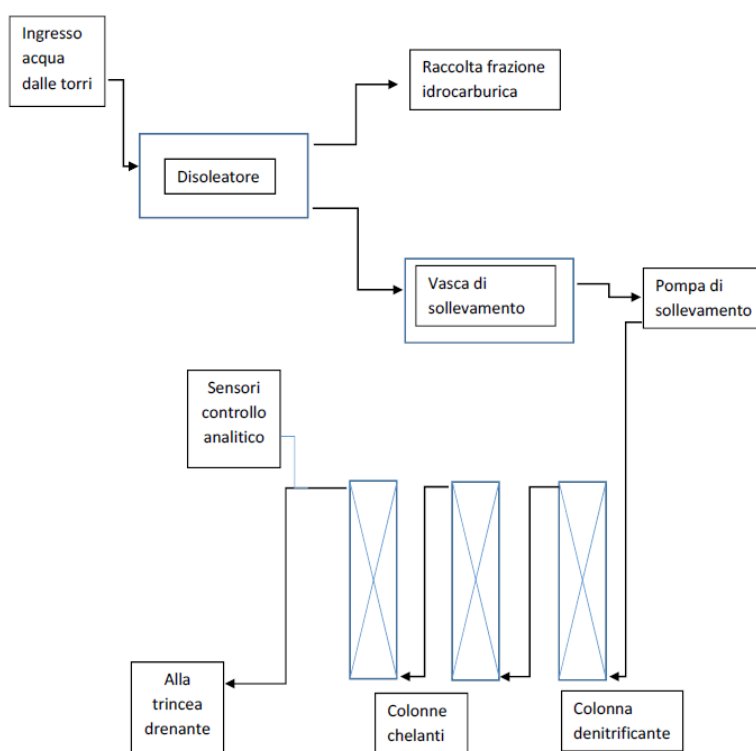 Ingresso
acqua
dalle torri
Raccolta frazione
idrocarburica
Disoleatore
Vasca di
sollevamento
Pompa di
sollevamento
Sensori
controllo
analitico
Alla
trincea
drenante
Colonne
chelanti
Colonna
denitrificante